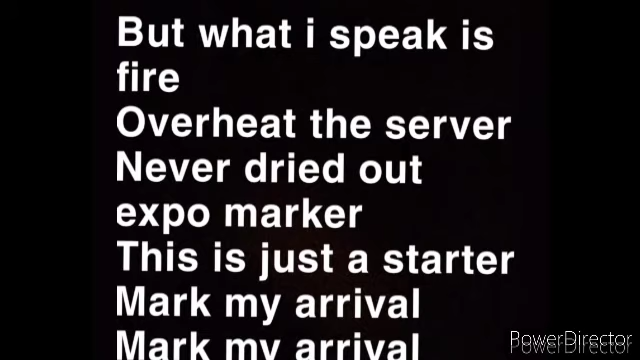 But what i speak is
fire
Overheat the server
Never dried out
expo marker
This is just a starter
Mark my arrival
Mark my arrival
PowerDirector
PowerDirector